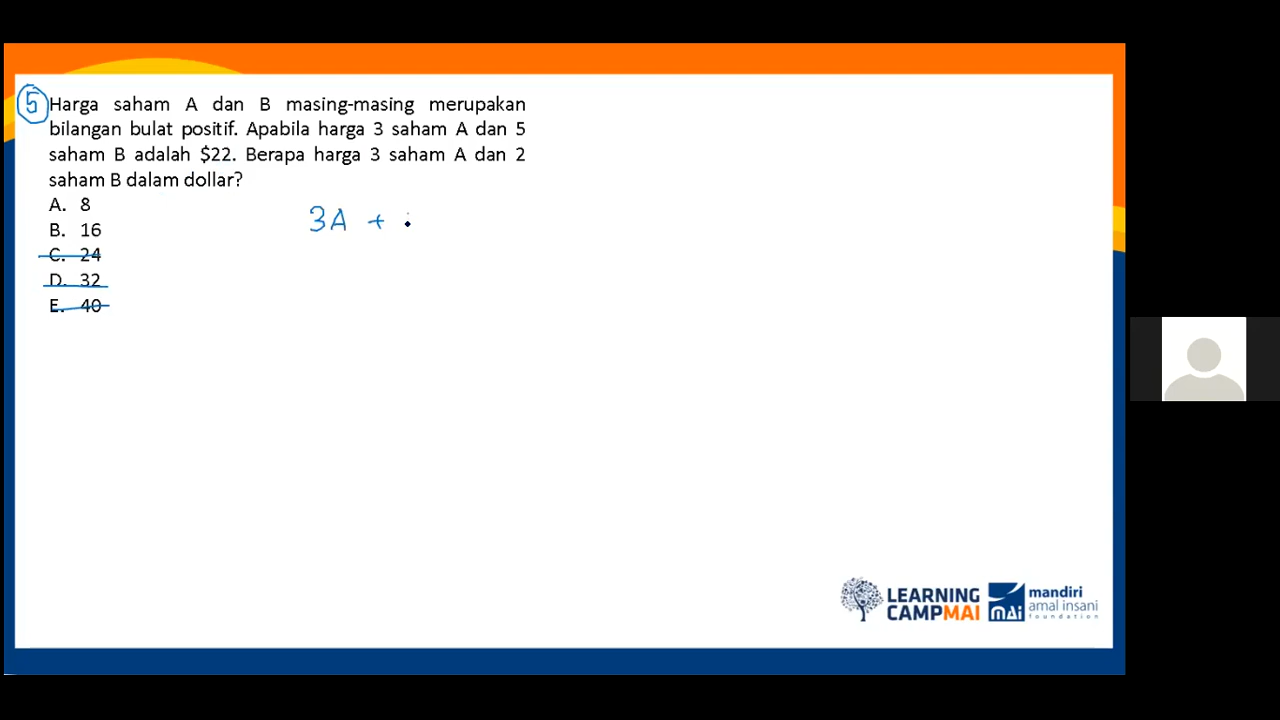 5
Harga saham A dan B masing-masing merupakan
bilangan bulat positif. Apabila harga 3 saham A dan 5
saham B adalah $22. Berapa harga 3 saham A dan 2
saham B dalam dollar?
A. 8
B. 16
C. 24
D. 32
E. 40
3A +
LEARNING
CAMPMAI
MAi
mandiri
amal insani
foundation